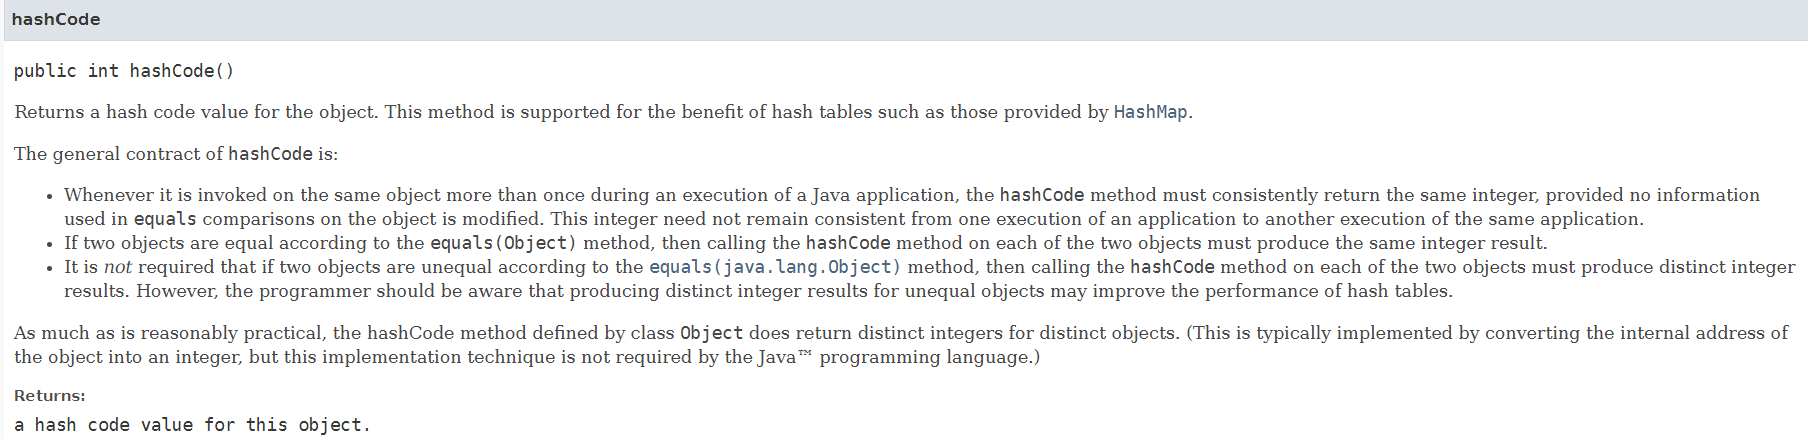 hashCode
public int hashCode()
Returns a hash code value for the object. This method is supported for the benefit of hash tables such as those provided by HashMap.
The general contract of hashCode is:
• Whenever it is invoked on the same object more than once during an execution of a Java application, the hashCode method must consistently return the same integer, provided no information
used in equals comparisons on the object is modified. This integer need not remain consistent from one execution of an application to another execution of the same application.
• If two objects are equal according to the equals(Object) method, then calling the hashCode method on each of the two objects must produce the same integer result.
• It is not required that if two objects are unequal according to the equals(java.lang.Object) method, then calling the hashCode method on each of the two objects must produce distinct integer
results. However, the programmer should be aware that producing distinct integer results for unequal objects may improve the performance of hash tables.
As much as is reasonably practical, the hashCode method defined by class Object does return distinct integers for distinct objects. (This is typically implemented by converting the internal address of
the object into an integer, but this implementation technique is not required by the Java™ programming language.)
Returns:
a hash code value for this object.